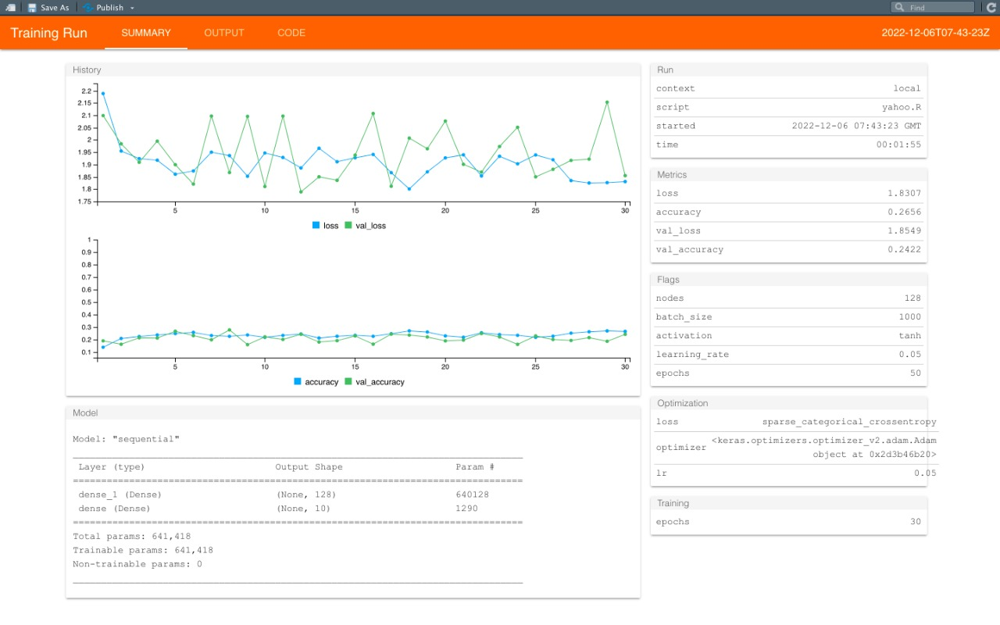 Save As Publish Find
Training Run SUMMARY OUTPUT CODE 2022-12-06T07-43-23Z
History
2.2
2.15
2.1
2.05
2
1.95
1.9
1.85
1.8
1.75
5 10 15 20 25 30
loss val_loss
1
0.9
0.8
0.7
0.6
0.5
0.4
0.3
0.2
0.1
5 10 15 20 25 30
accuracy val_accuracy
Model
Model: "sequential"
________________________________________________________________________________
Layer (type) Output Shape Param #
================================================================================
dense_1 (Dense) (None, 128) 640128
dense (Dense) (None, 10) 1290
================================================================================
Total params: 641,418
Trainable params: 641,418
Non-trainable params: 0
________________________________________________________________________________
Run
context local
script yahoo.R
started 2022-12-06 07:43:23 GMT
time 00:01:55
Metrics
loss 1.8307
accuracy 0.2656
val_loss 1.8549
val_accuracy 0.2422
Flags
nodes 128
batch_size 1000
activation tanh
learning_rate 0.05
epochs 50
Optimization
loss sparse_categorical_crossentropy
optimizer <keras.optimizers.optimizer_v2.adam.Adam
object at 0x2d3b46b20>
lr 0.05
Training
epochs 30